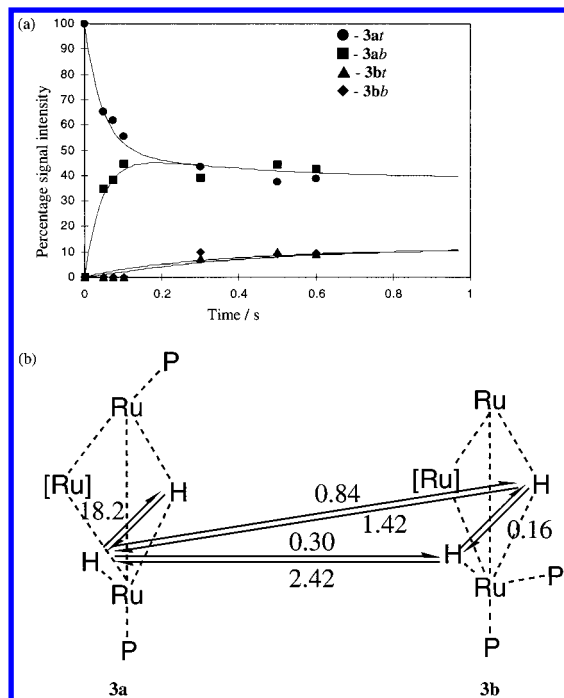 (a)
100
90
80
70
60
50
40
30
20
10
0
Percentage signal intensity
- 3at
- 3ab
- 3bt
- 3bb
0 0.2 0.4 0.6 0.8 1
Time / s
(b)
P
Ru Ru
[Ru] H [Ru] H
18.2 0.84
1.42 0.16
0.30
H H
2.42
Ru Ru P
P P
3a 3b